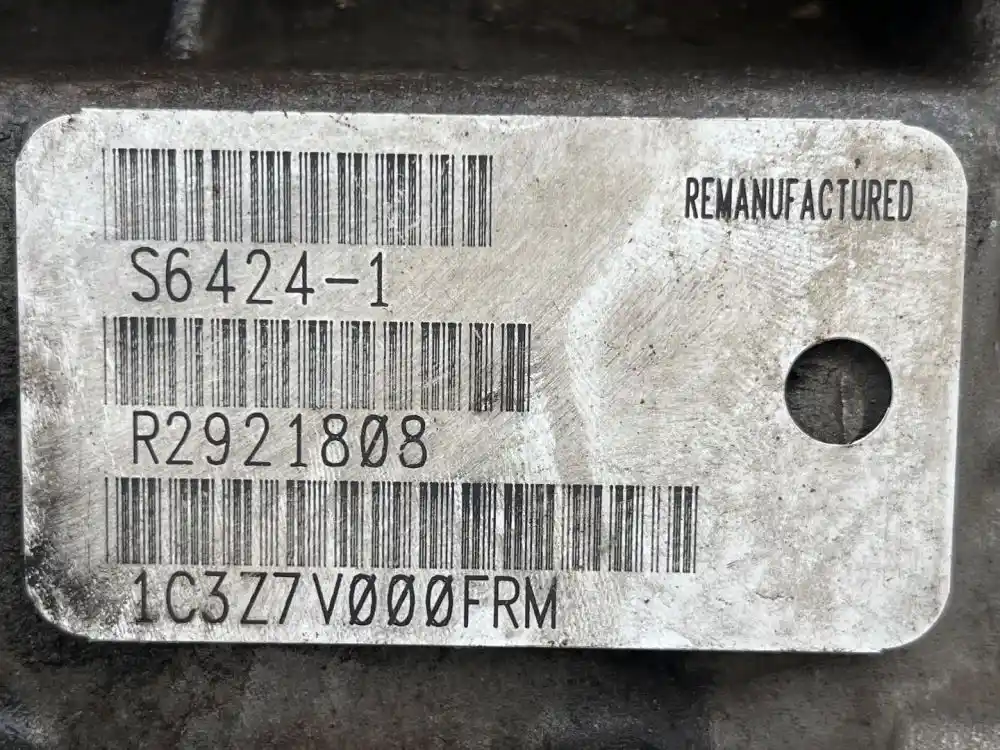 REMANUFACTURED
S6424-1
R2921808
1C3Z7V000FRM